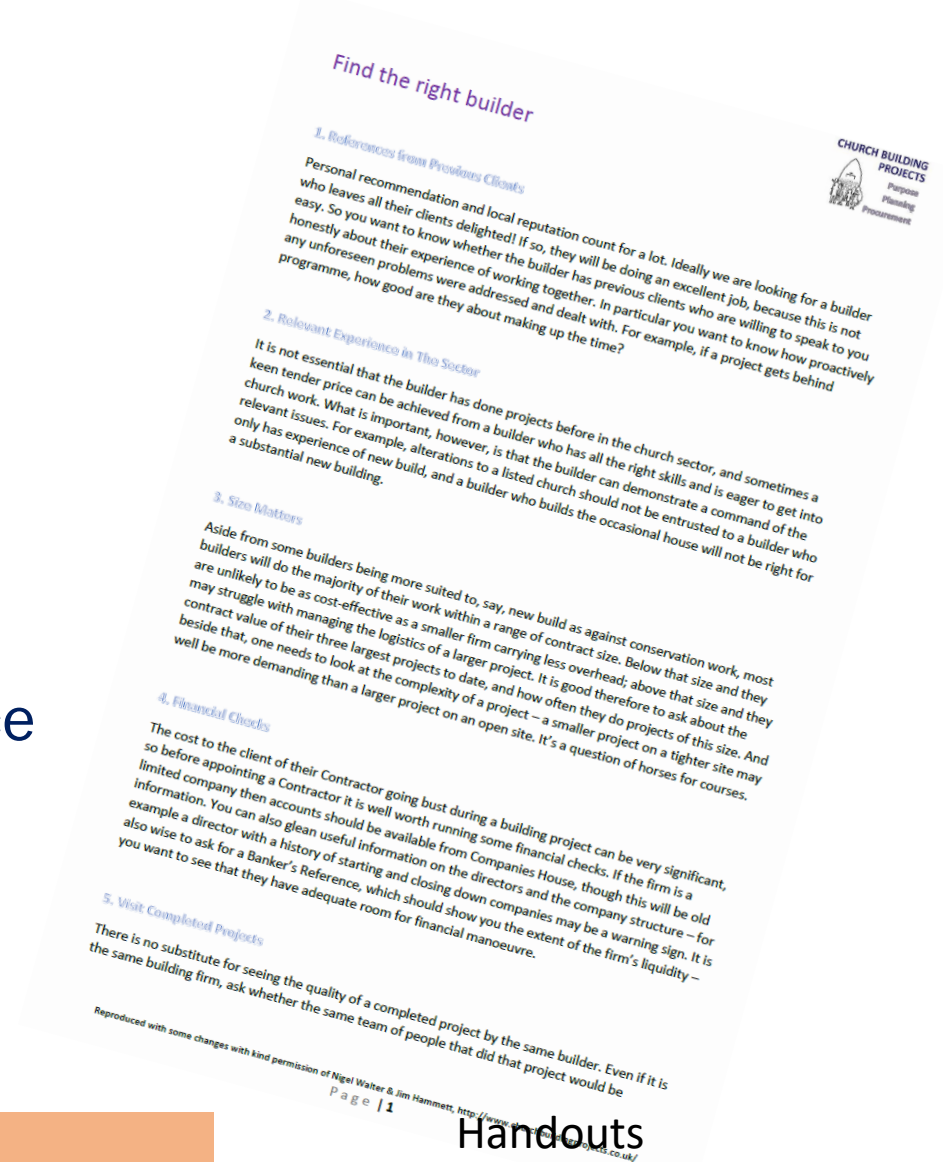 Find the right builder
CHURCH BUILDING
PROJECTS
Purpose
Planning
Procurement
1. References from Previous Clients
Personal recommendation and local reputation count for a lot. Ideally we are looking for a builder
who leaves all their clients delighted! If so, they will be doing an excellent job, because this is not
easy. So you want to know whether the builder has previous clients who are willing to speak to you
honestly about their experience of working together. In particular you want to know how proactively
any unforeseen problems were addressed and dealt with. For example, if a project gets behind
programme, how good are they about making up the time?
2. Relevant Experience in The Sector
It is not essential that the builder has done projects before in the church sector, and sometimes a
keen tender price can be achieved from a builder who has all the right skills and is eager to get into
church work. What is important, however, is that the builder can demonstrate a command of the
relevant issues. For example, alterations to a listed church should not be entrusted to a builder who
only has experience of new build, and a builder who builds the occasional house will not be right for
a substantial new building.
3. Size Matters
Aside from some builders being more suited to, say, new build as against conservation work, most
builders will do the majority of their work within a range of contract size. Below that size and they
are unlikely to be as cost-effective as a smaller firm carrying less overhead; above that size and they
may struggle with managing the logistics of a larger project. It is good therefore to ask about the
contract value of their three largest projects to date, and how often they do projects of this size. And
beside that, one needs to look at the complexity of a project – a smaller project on a tighter site may
well be more demanding than a larger project on an open site. It's a question of horses for courses.
e
4. Financial Checks
The cost to the client of their Contractor going bust during a building project can be very significant,
so before appointing a Contractor it is well worth running some financial checks. If the firm is a
limited company then accounts should be available from Companies House, though this will be old
information. You can also glean useful information on the directors and the company structure – for
example a director with a history of starting and closing down companies may be a warning sign. It is
also wise to ask for a Banker's Reference, which should show you the extent of the firm's liquidity –
you want to see that they have adequate room for financial manoeuvre.
5. Visit Completed Projects
There is no substitute for seeing the quality of a completed project by the same builder. Even if it is
the same building firm, ask whether the same team of people that did that project would be
Reproduced with some changes with kind permission of Nigel Walter & Jim Hammett, http://www.churchbuildingprojects.co.uk/
Page | 1
Handouts